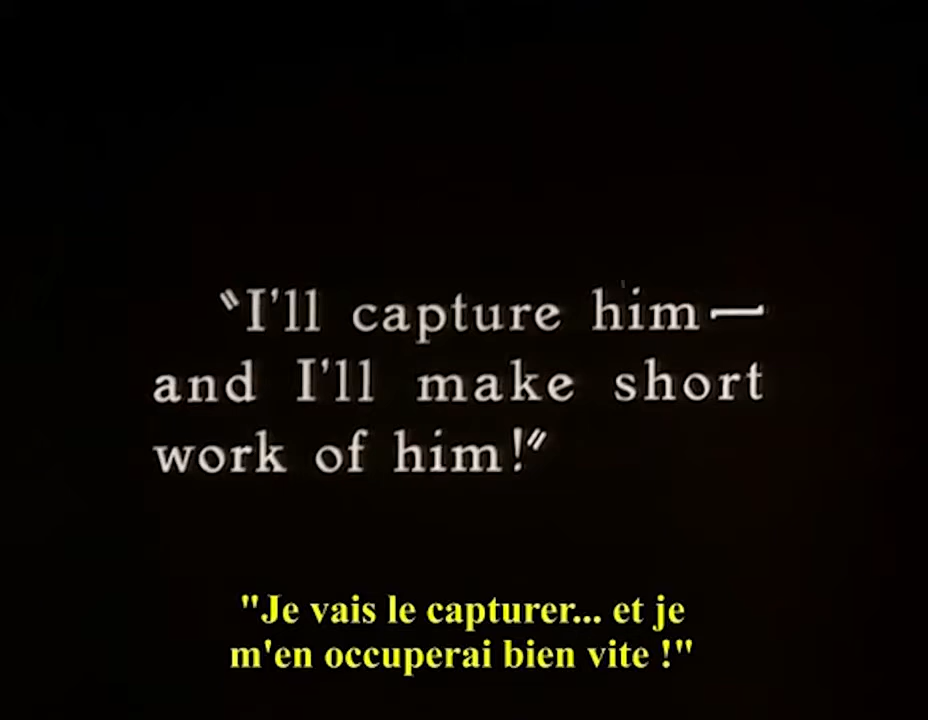 "I'll capture him—
and I'll make short
work of him!"
"Je vais le capturer... et je
m'en occuperai bien vite !"